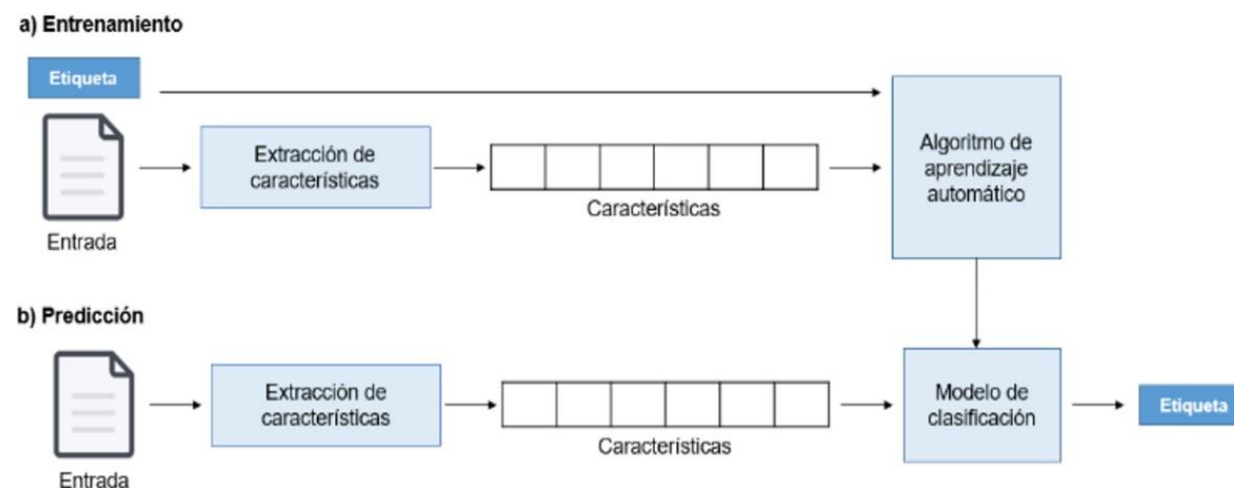 a) Entrenamiento
Etiqueta
Extracción de
características
Características
Algoritmo de
aprendizaje
automático
Entrada
b) Predicción
Extracción de
características
Características
Modelo de
clasificación
Etiqueta
Entrada